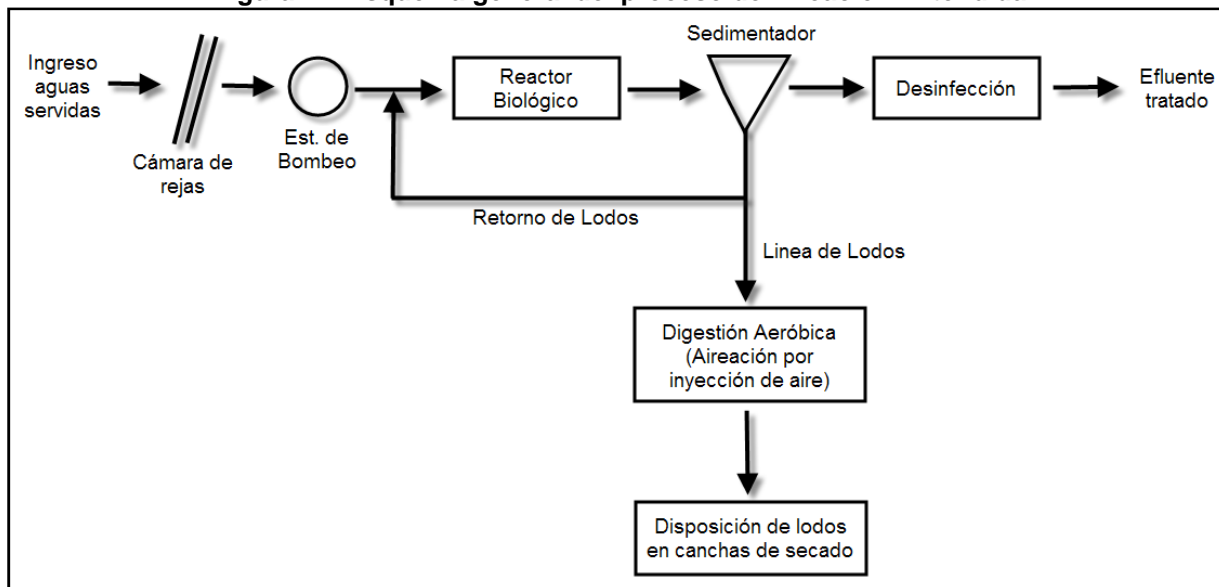 Ingreso
aguas
servidas
Cámara de
rejas
Est. de
Bombeo
Reactor
Biológico
Sedimentador
Desinfección
Efluente
tratado
Retorno de Lodos
Linea de Lodos
Digestión Aeróbica
(Aireación por
inyección de aire)
Disposición de lodos
en canchas de secado